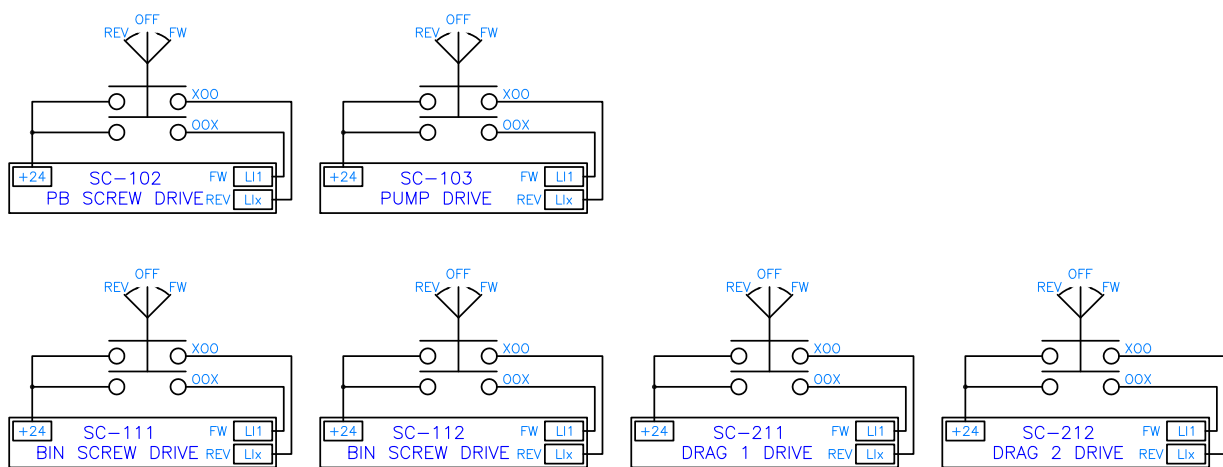 OFF OFF
REV FW REV FW
XOO XOO
OOX OOX
+24 SC-102 FW LI1 +24 SC-103 FW LI1
PB SCREW DRIVE REV LIx PUMP DRIVE REV LIx
OFF OFF OFF OFF
REV FW REV FW REV FW REV FW
XOO XOO XOO XOO
OOX OOX OOX OOX
+24 SC-111 FW LI1 +24 SC-112 FW LI1 +24 SC-211 FW LI1 +24 SC-212 FW LI1
BIN SCREW DRIVE REV LIx BIN SCREW DRIVE REV LIx DRAG 1 DRIVE REV LIx DRAG 2 DRIVE REV LIx